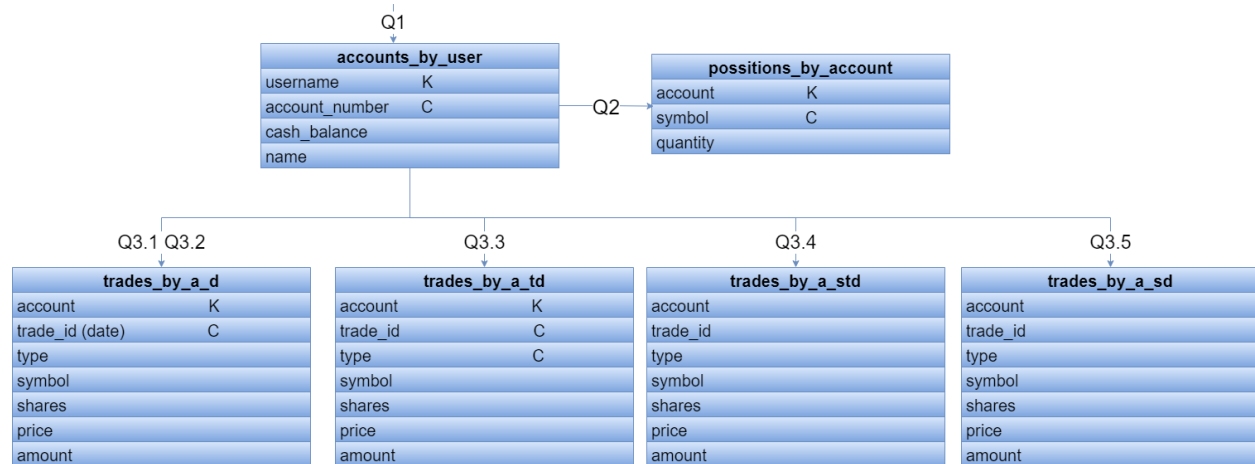 Q1
accounts_by_user
username K
account_number C
cash_balance
name
Q2
possitions_by_account
account K
symbol C
quantity
Q3.1 Q3.2
trades_by_a_d
account K
trade_id (date) C
type
symbol
shares
price
amount
Q3.3
trades_by_a_td
account K
trade_id C
type C
symbol
shares
price
amount
Q3.4
trades_by_a_std
account
trade_id
type
symbol
shares
price
amount
Q3.5
trades_by_a_sd
account
trade_id
type
symbol
shares
price
amount